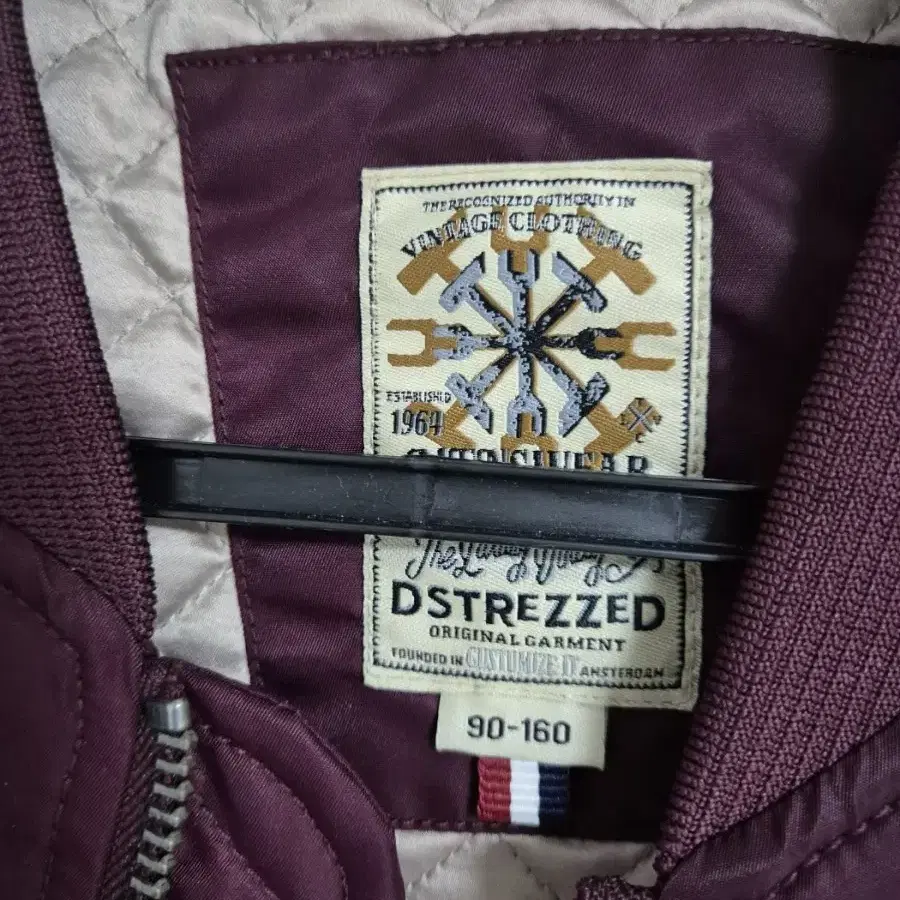 THE RECOGNIZED AUTHORITY IN
VINTAGE CLOTHING
ESTABLISHED
1964
DSTREZZED
ORIGINAL GARMENT
FOUNDED IN CUSTUMIZE IT AMSTERDAM
90-160